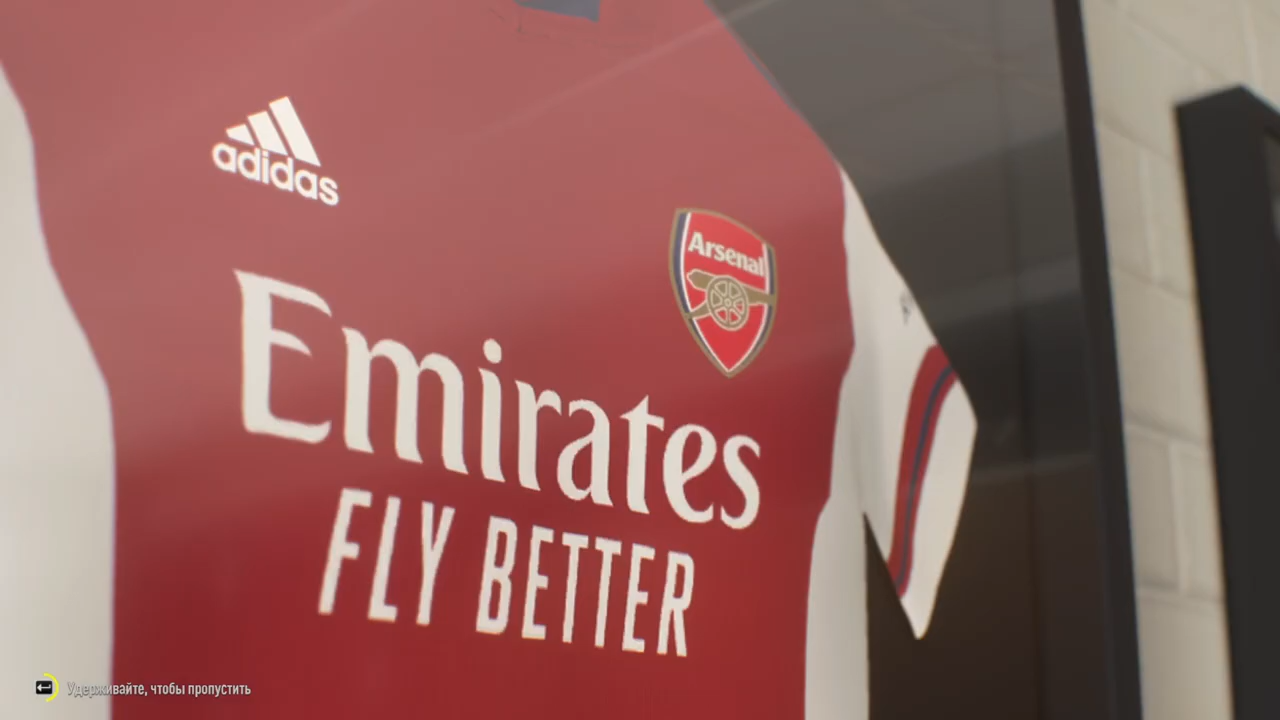 adidas
Arsenal
Emirates
FLY BETTER
Удерживайте, чтобы пропустить